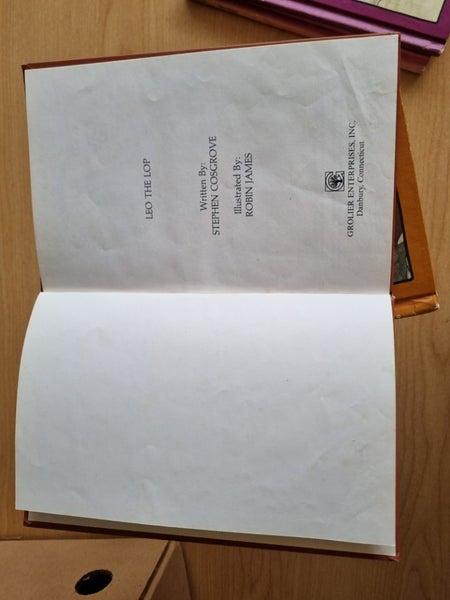 LEO THE LOP
Written By:
STEPHEN COSGROVE
Illustrated By:
ROBIN JAMES
GROLIER ENTERPRISES, INC.
Danbury, Connecticut